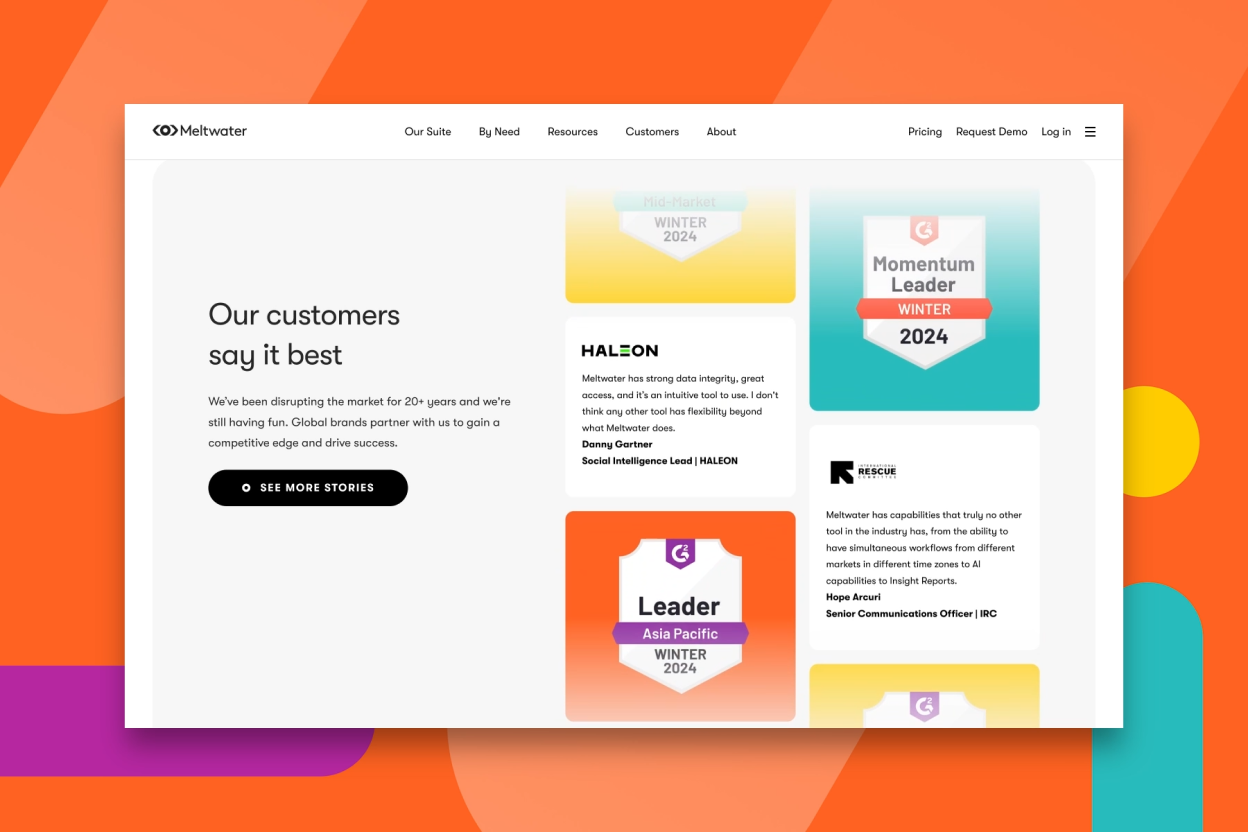 Meltwater
Our Suite
By Need
Resources
Customers
About
Pricing
Request Demo
Log in
Our customers
say it best
We've been disrupting the market for 20+ years and we're
still having fun. Global brands partner with us to gain a
competitive edge and drive success.
SEE MORE STORIES
Mid-Market
WINTER
2024
HALEON
Meltwater has strong data integrity, great
access, and it's an intuitive tool to use. I don't
think any other tool has flexibility beyond
what Meltwater does.
Danny Gartner
Social Intelligence Lead | HALEON
G2
Leader
Asia Pacific
WINTER
2024
G2
Momentum
Leader
WINTER
2024
INTERNATIONAL
RESCUE
COMMITTEE
Meltwater has capabilities that truly no other
tool in the industry has, from the ability to
have simultaneous workflows from different
markets in different time zones to AI
capabilities to Insight Reports.
Hope Arcuri
Senior Communications Officer | IRC
G2